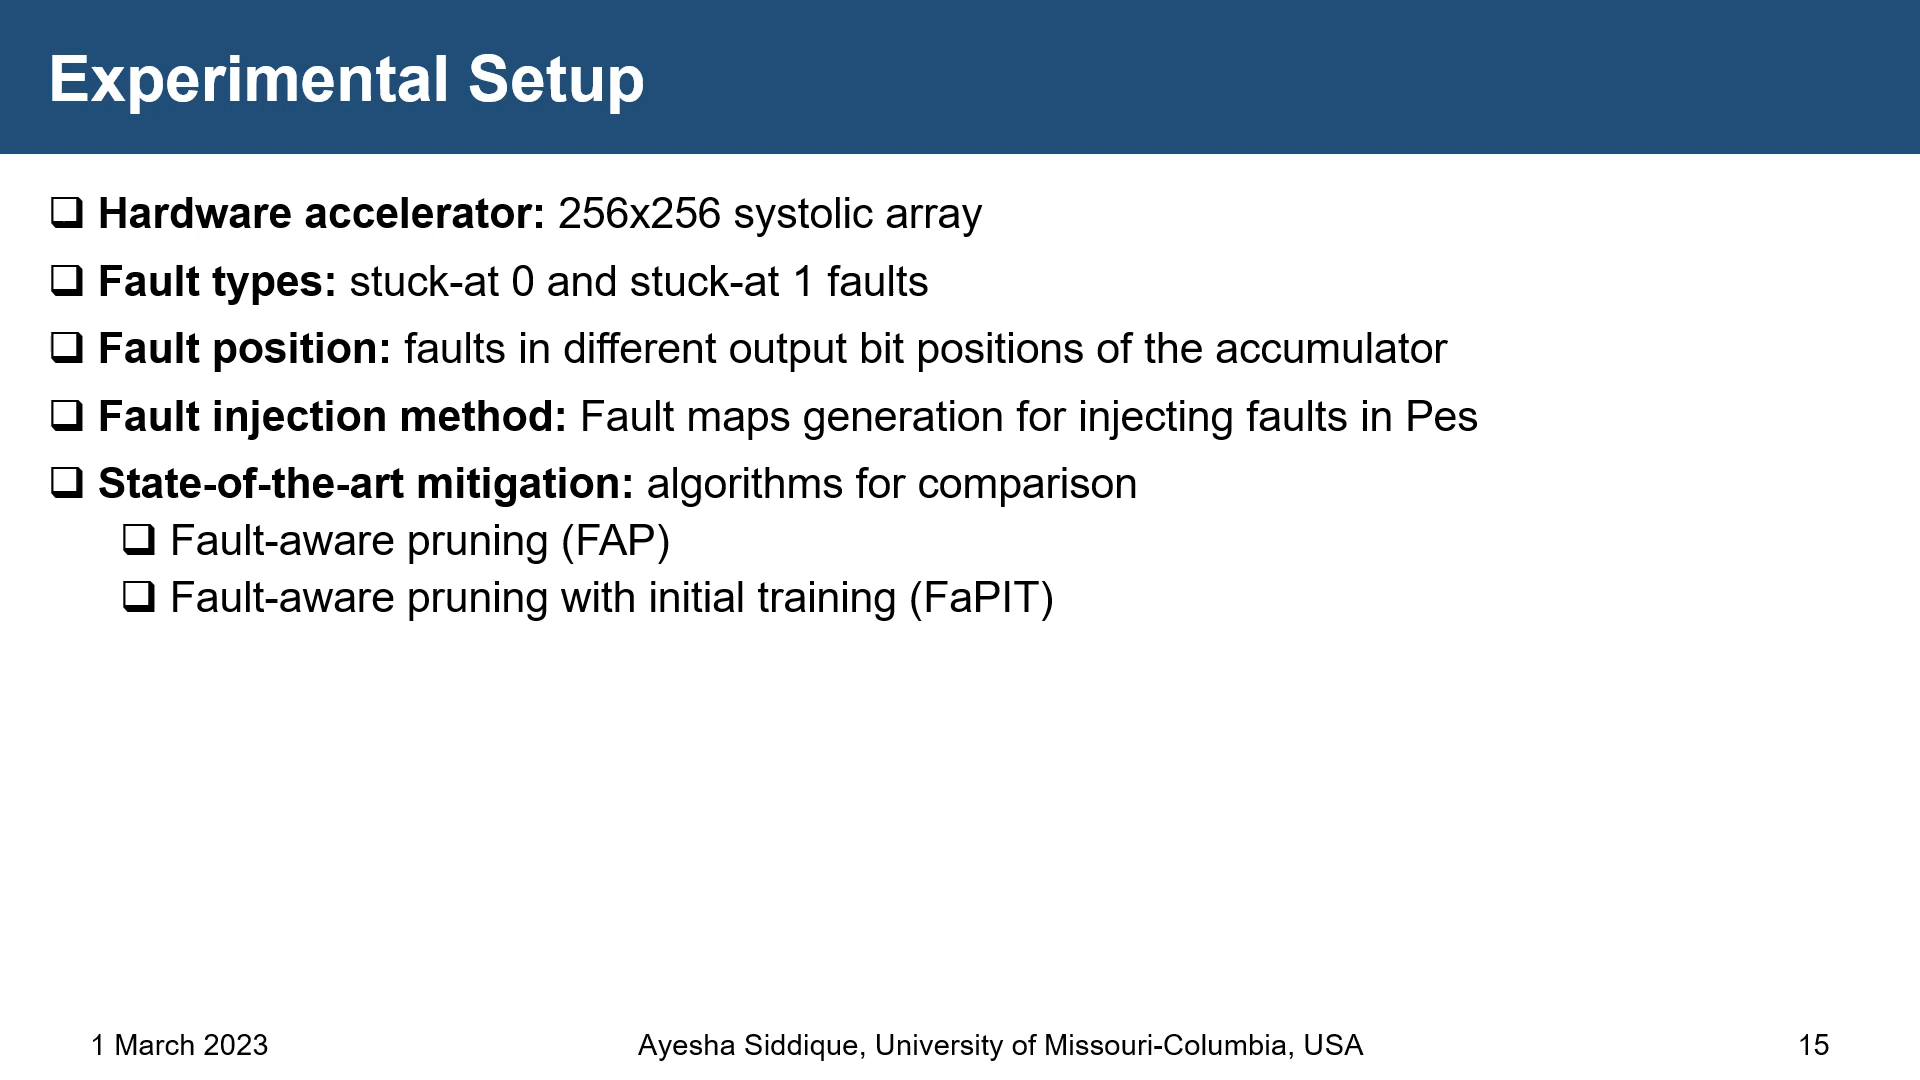 Experimental Setup
❑ Hardware accelerator: 256x256 systolic array
❑ Fault types: stuck-at 0 and stuck-at 1 faults
❑ Fault position: faults in different output bit positions of the accumulator
❑ Fault injection method: Fault maps generation for injecting faults in Pes
❑ State-of-the-art mitigation: algorithms for comparison
❑ Fault-aware pruning (FAP)
❑ Fault-aware pruning with initial training (FaPIT)
1 March 2023
Ayesha Siddique, University of Missouri-Columbia, USA
15